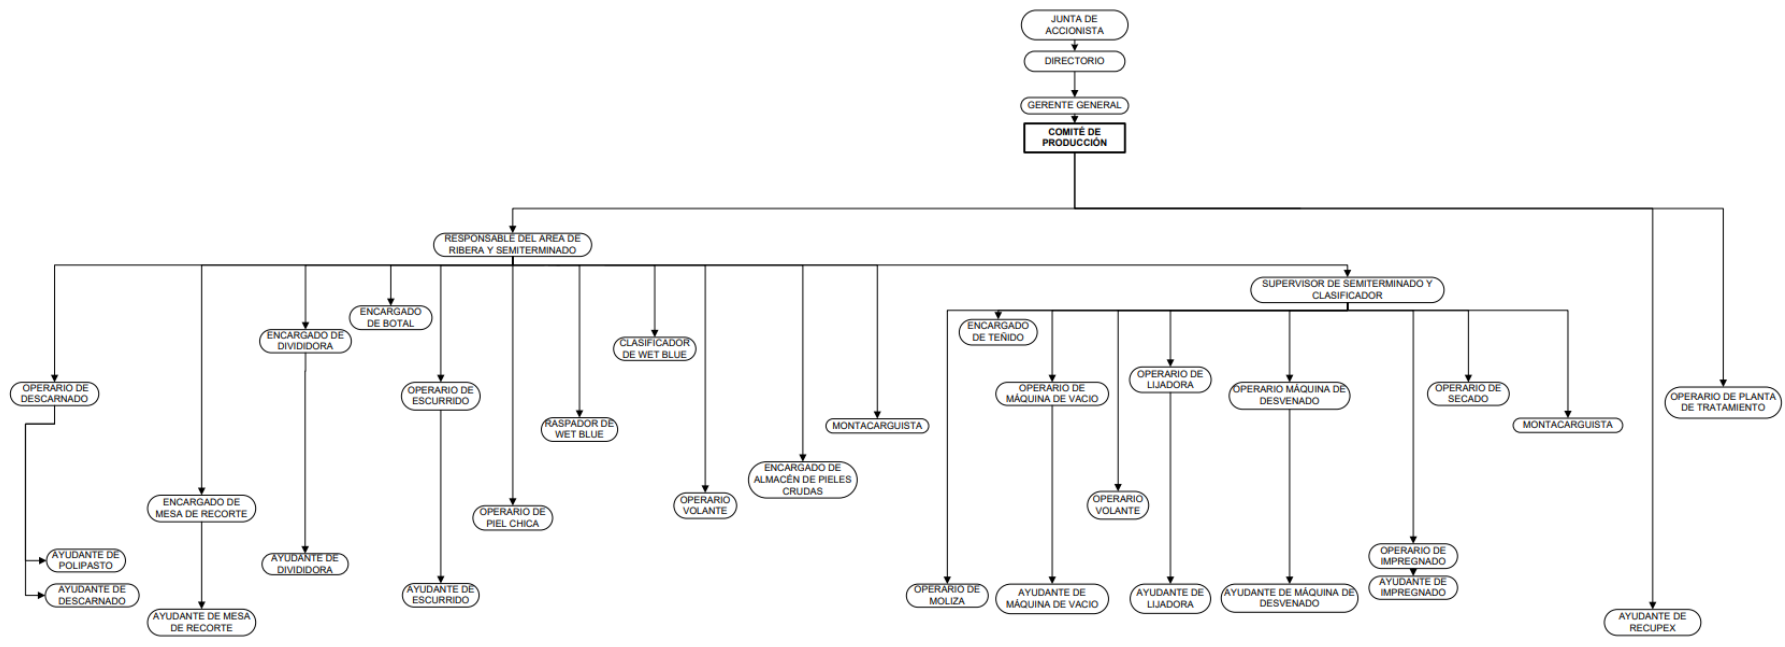 JUNTA DE
ACCIONISTA
DIRECTORIO
GERENTE GENERAL
COMITÉ DE
PRODUCCIÓN
RESPONSABLE DEL AREA DE
RIBERA Y SEMITERMINADO
SUPERVISOR DE SEMITERMINADO Y
CLASIFICADOR
ENCARGADO
DE BOTAL
ENCARGADO
DE TEÑIDO
ENCARGADO DE
DIVIDIDORA
CLASIFICADOR
DE WET BLUE
OPERARIO DE
LIJADORA
OPERARIO DE
DESCARNADO
OPERARIO DE
ESCURRIDO
OPERARIO DE
MÁQUINA DE VACIO
OPERARIO MÁQUINA DE
DESVENADO
OPERARIO DE
SECADO
OPERARIO DE PLANTA
DE TRATAMIENTO
RASPADOR DE
WET BLUE
MONTACARGUISTA
MONTACARGUISTA
ENCARGADO DE
ALMACÉN DE PIELES
CRUDAS
ENCARGADO DE
MESA DE RECORTE
OPERARIO DE
PIEL CHICA
OPERARIO
VOLANTE
OPERARIO
VOLANTE
AYUDANTE DE
POLIPASTO
AYUDANTE DE
DIVIDIDORA
OPERARIO DE
IMPREGNADO
AYUDANTE DE
DESCARNADO
AYUDANTE DE
ESCURRIDO
OPERARIO DE
MOLIZA
AYUDANTE DE
MÁQUINA DE VACIO
AYUDANTE DE
LIJADORA
AYUDANTE DE MÁQUINA DE
DESVENADO
AYUDANTE DE
IMPREGNADO
AYUDANTE DE MESA
DE RECORTE
AYUDANTE DE
RECUPEX